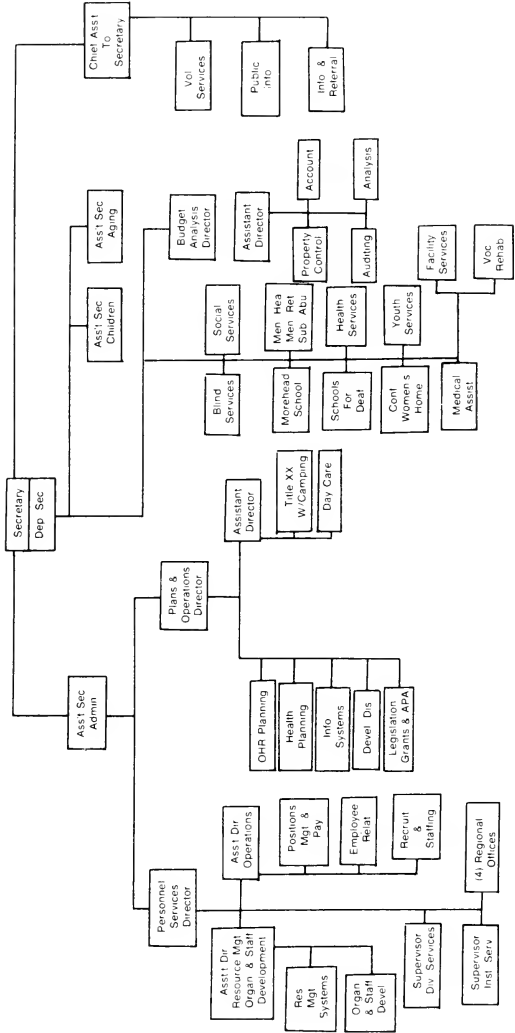 Secretary
Dep Sec
Ass't Sec
Admin
Chief Ass't
To
Secretary
Ass't Sec
Children
Ass't Sec
Aging
Vol
Services
Public
Info
Info &
Referral
Personnel
Services
Director
Plans &
Operations
Director
Budget
Analysis
Director
Assistant
Director
Property
Control
Account
Auditing
Analysis
Blind
Services
Social
Services
Morehead
School
Men Hea
Men Ret
Sub Abu
Schools
For
Deaf
Health
Services
Cont
Women s
Home
Youth
Services
Medical
Assist
Facility
Services
Voc
Rehab
Assistant
Director
Title XX
W/Camping
Day Care
OHR Planning
Health
Planning
Info
Systems
Devel Dis
Legislation
Grants & APA
Ass't Dir
Resource Mgt
Organ & Staff
Development
Res
Mgt
Systems
Organ
& Staff
Devel
Ass't Dir
Operations
Positions
Mgt &
Pay
Employee
Relat
Recruit
&
Staffing
Supervisor
Div Services
Supervisor
Inst Serv
(4) Regional
Offices